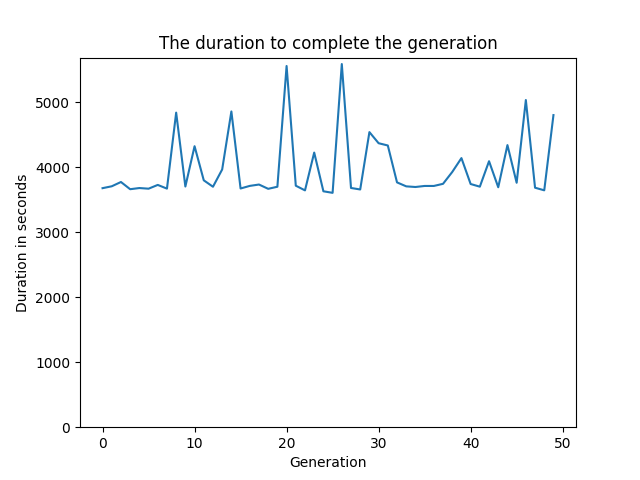 The duration to complete the generation
5000
4000
3000
2000
1000
0
Duration in seconds
0 10 20 30 40 50
Generation